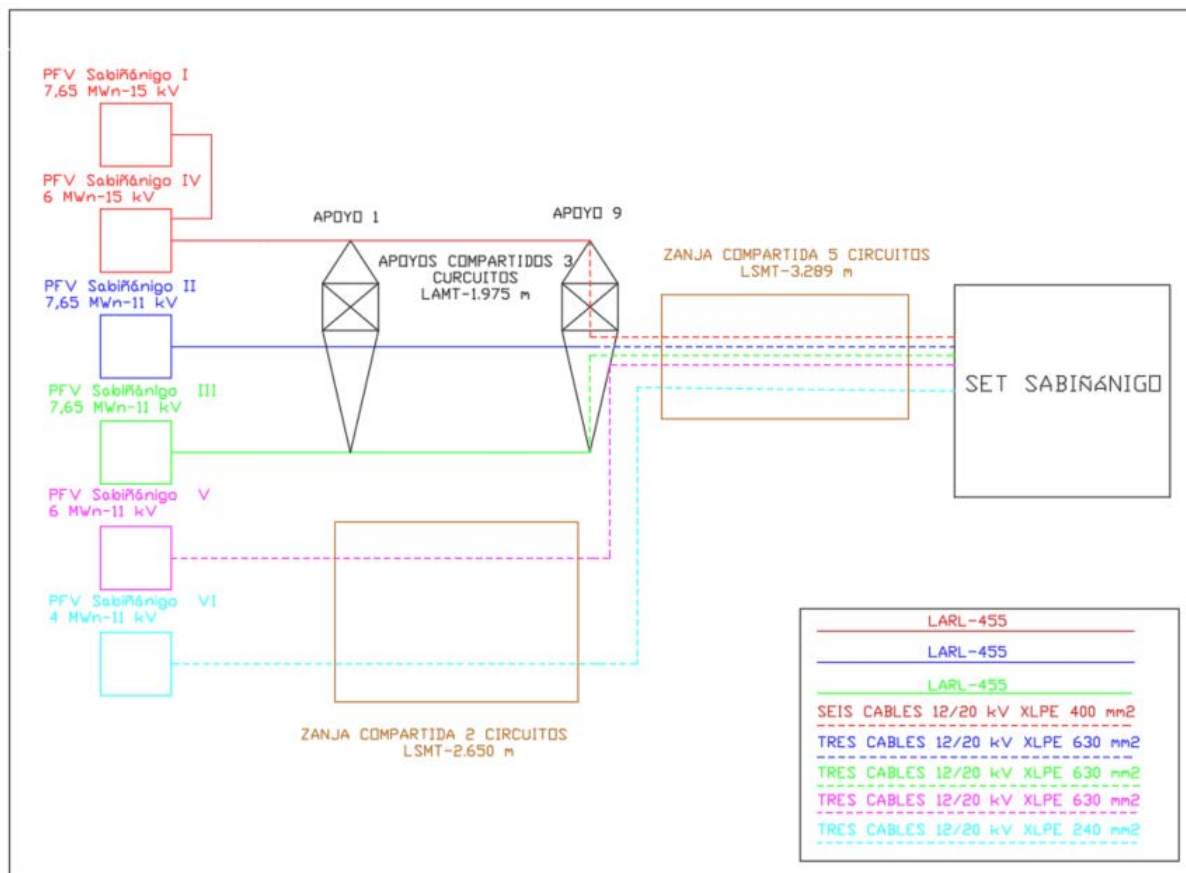 PFV Sabiñánigo I
7,65 MWn-15 kV
PFV Sabiñánigo IV
6 MWn-15 kV
PFV Sabiñánigo II
7,65 MWn-11 kV
PFV Sabiñánigo III
7,65 MWn-11 kV
PFV Sabiñánigo V
6 MWn-11 kV
PFV Sabiñánigo VI
4 MWn-11 kV
APOYO 1
APOYO 9
APOYOS COMPARTIDOS 3
CURCUITOS
LAMT-1.975 m
ZANJA COMPARTIDA 5 CIRCUITOS
LSMT-3.289 m
SET SABIÑáNIGO
ZANJA COMPARTIDA 2 CIRCUITOS
LSMT-2.650 m
LARL-455
LARL-455
LARL-455
SEIS CABLES 12/20 kV XLPE 400 mm2
TRES CABLES 12/20 kV XLPE 630 mm2
TRES CABLES 12/20 kV XLPE 630 mm2
TRES CABLES 12/20 kV XLPE 630 mm2
TRES CABLES 12/20 kV XLPE 240 mm2